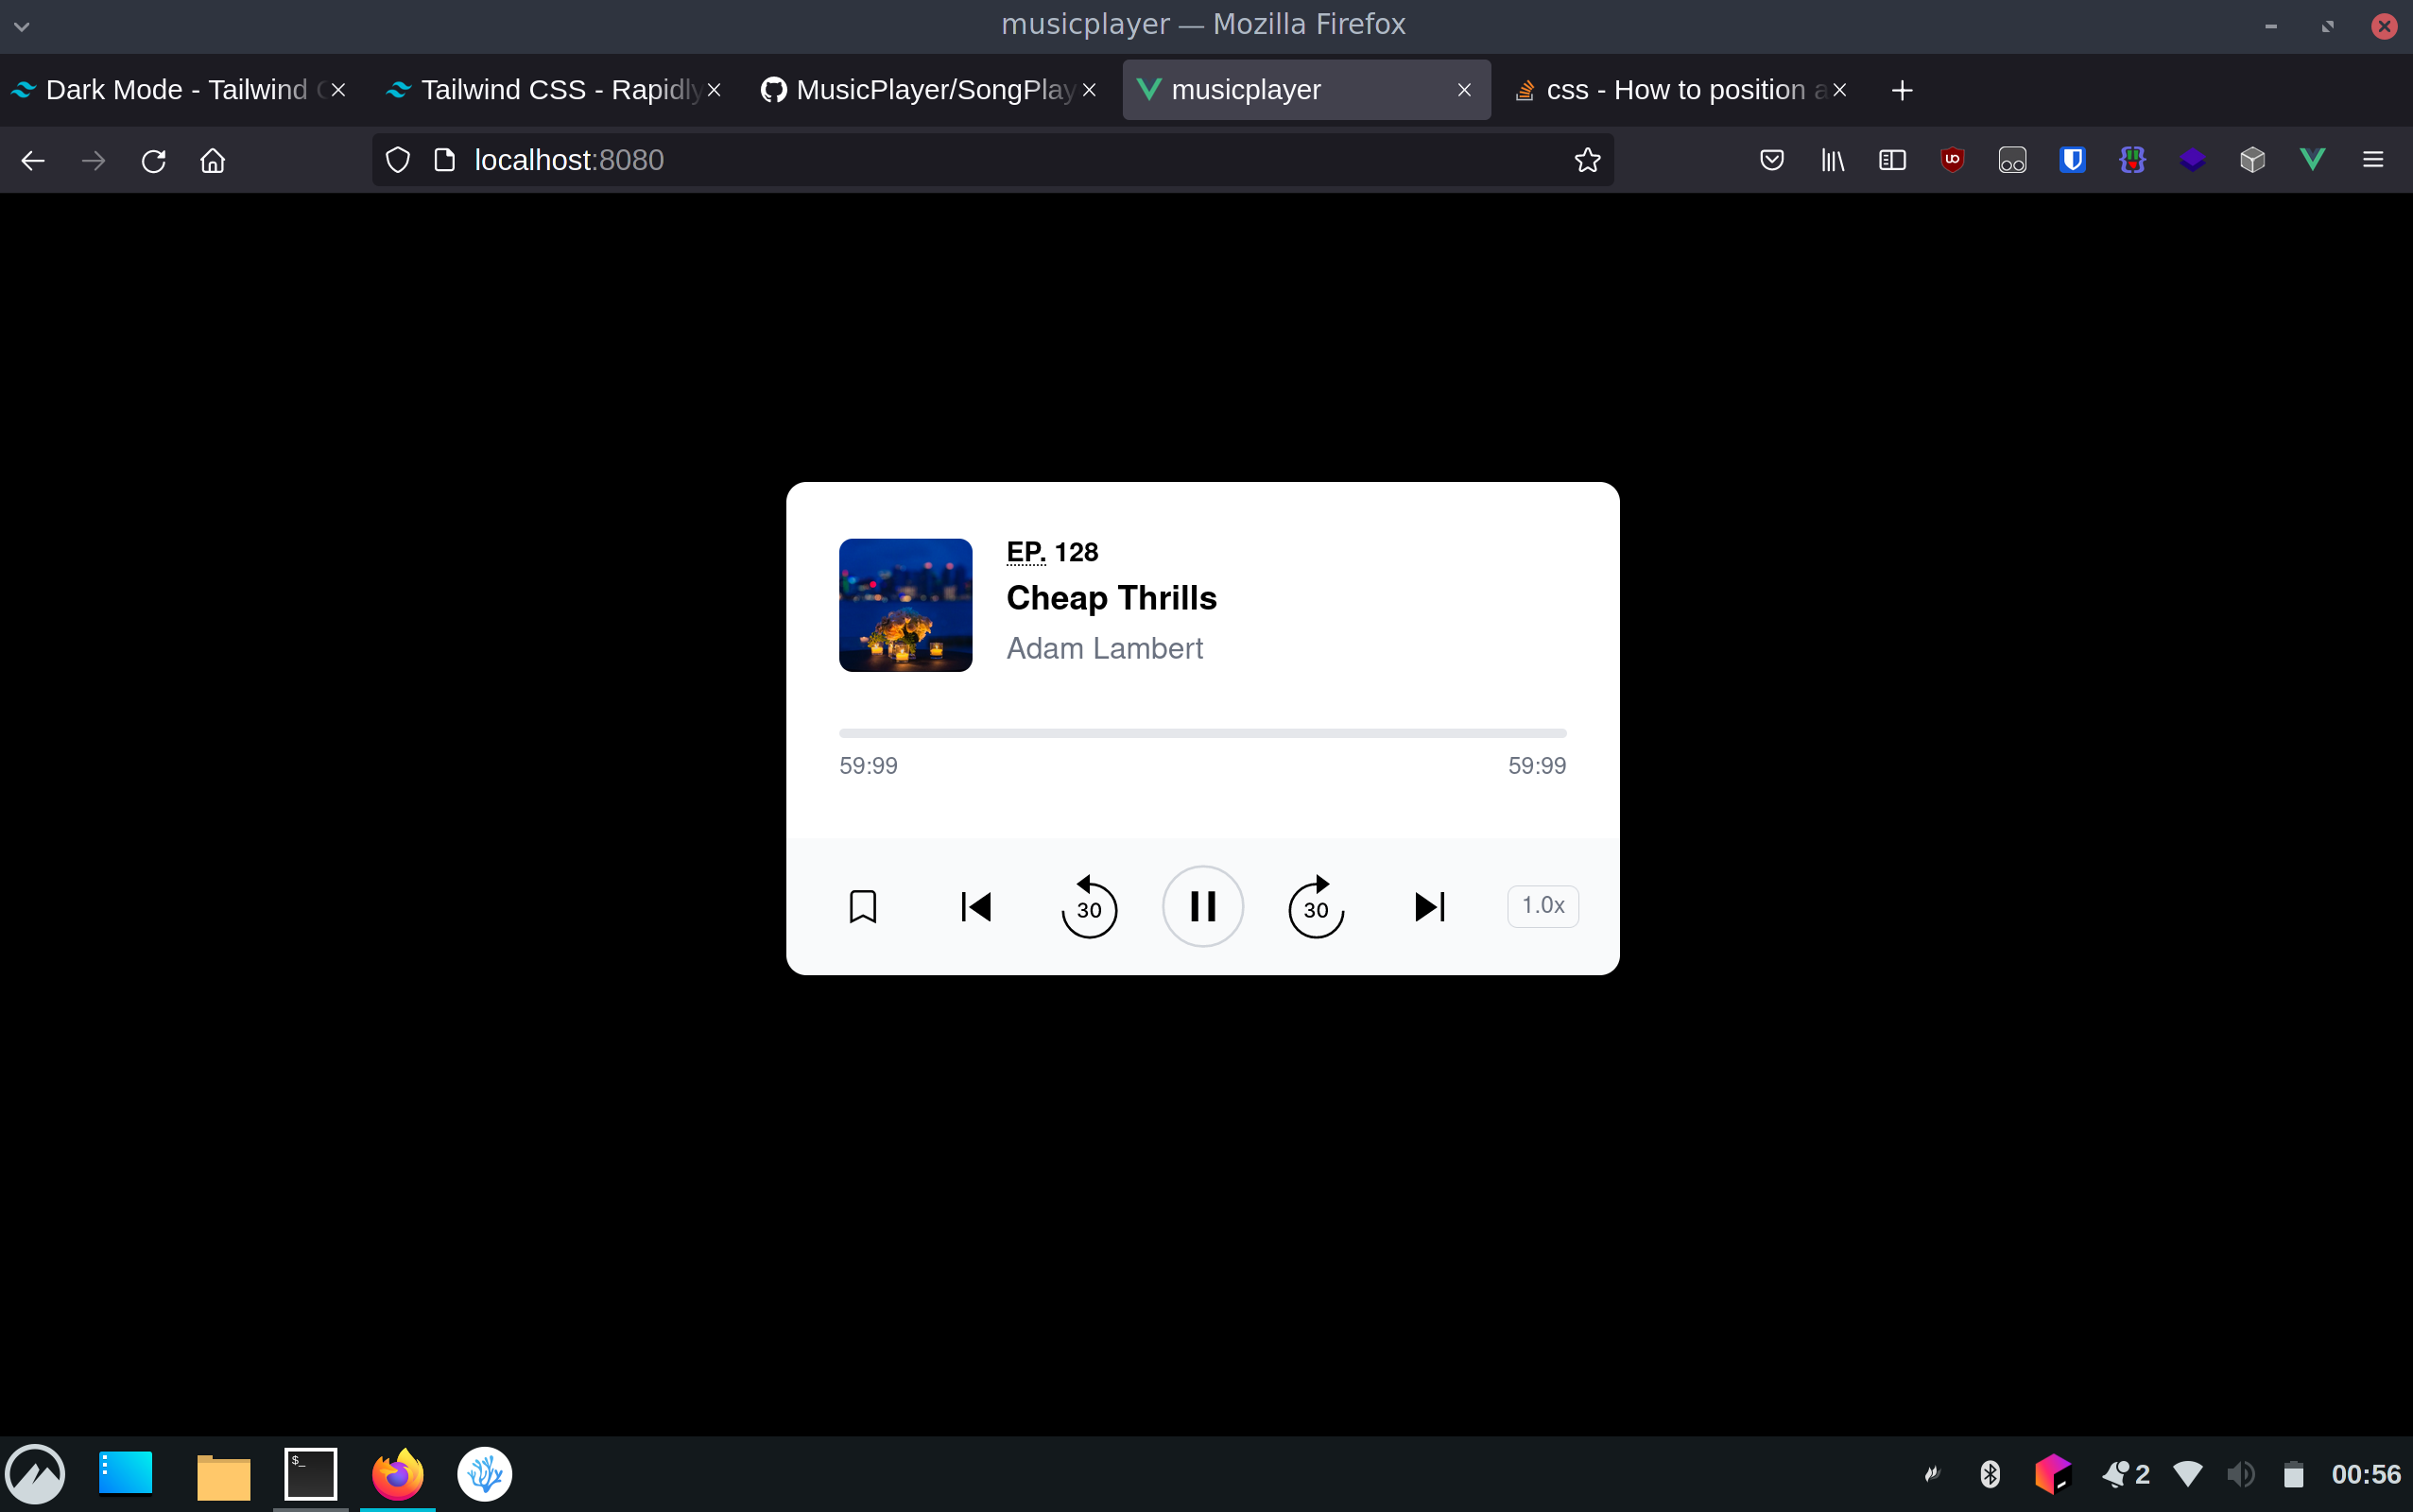 musicplayer — Mozilla Firefox
Dark Mode - Tailwind C
Tailwind CSS - Rapidly
MusicPlayer/SongPlay
musicplayer
css - How to position a
localhost:8080
EP. 128
Cheap Thrills
Adam Lambert
59:99
59:99
30
30
1.0x
$_
2
00:56